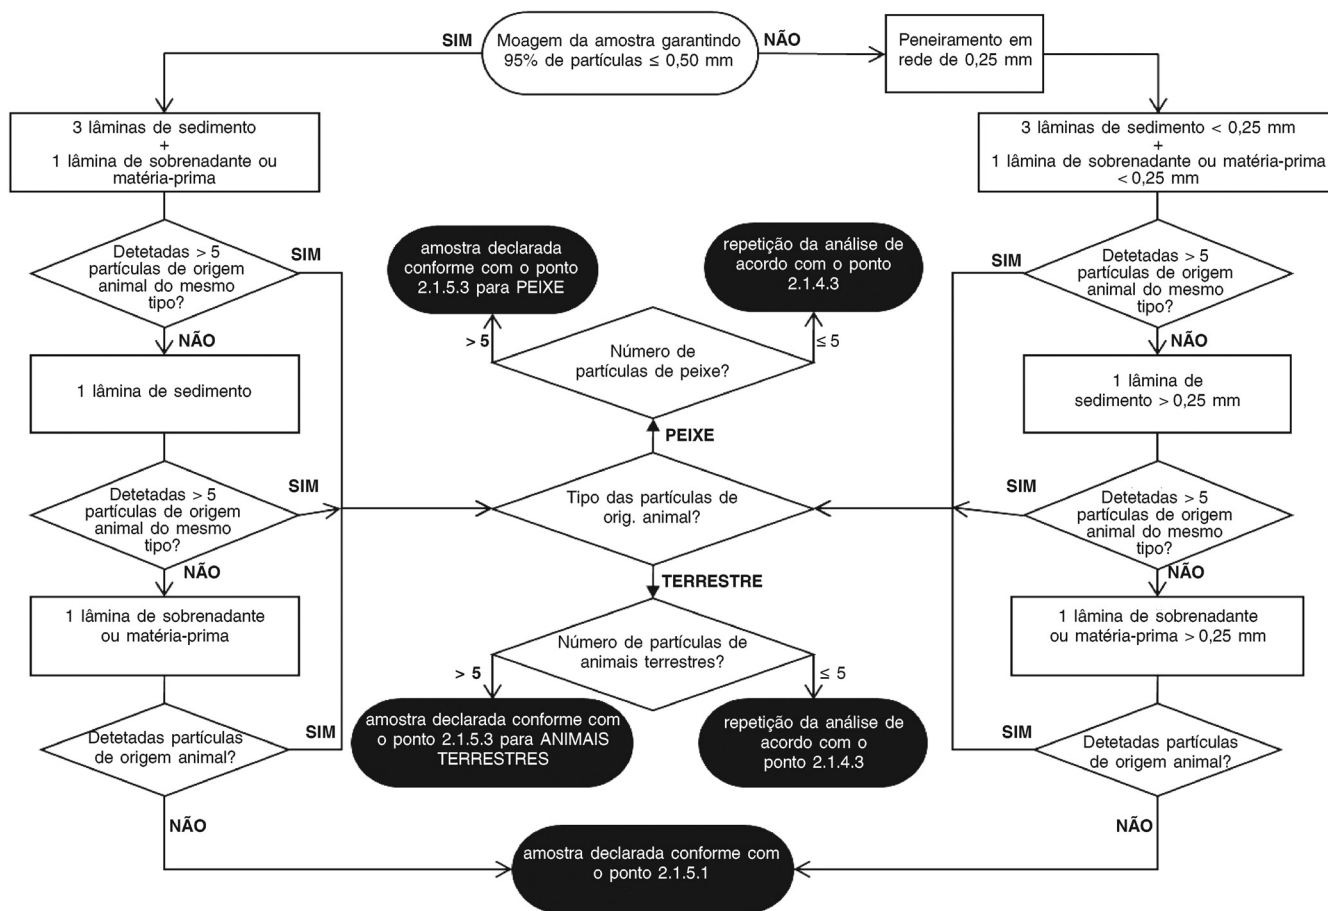 SIM
Moagem da amostra garantindo
95% de partículas ≤ 0,50 mm
NÃO
Peneiramento em
rede de 0,25 mm
3 lâminas de sedimento
+
1 lâmina de sobrenadante ou
matéria-prima
3 lâminas de sedimento < 0,25 mm
+
1 lâmina de sobrenadante ou matéria-prima
< 0,25 mm
Detetadas > 5
partículas de origem
animal do mesmo
tipo?
SIM
NÃO
amostra declarada
conforme com o ponto
2.1.5.3 para PEIXE
repetição da análise de
acordo com o ponto
2.1.4.3
SIM
Detetadas > 5
partículas de origem
animal do mesmo
tipo?
NÃO
> 5
Número de
partículas de peixe?
≤ 5
1 lâmina de sedimento
1 lâmina de
sedimento > 0,25 mm
PEIXE
Detetadas > 5
partículas de origem
animal do mesmo
tipo?
SIM
NÃO
Tipo das partículas de
orig. animal?
SIM
Detetadas > 5
partículas de origem
animal do mesmo
tipo?
NÃO
TERRESTRE
1 lâmina de sobrenadante
ou matéria-prima
Número de partículas de
animais terrestres?
> 5
≤ 5
1 lâmina de sobrenadante
ou matéria-prima > 0,25 mm
amostra declarada conforme com
o ponto 2.1.5.3 para ANIMAIS
TERRESTRES
repetição da análise de
acordo com o
ponto 2.1.4.3
Detetadas partículas
de origem animal?
SIM
NÃO
SIM
Detetadas partículas
de origem animal?
NÃO
amostra declarada conforme com
o ponto 2.1.5.1